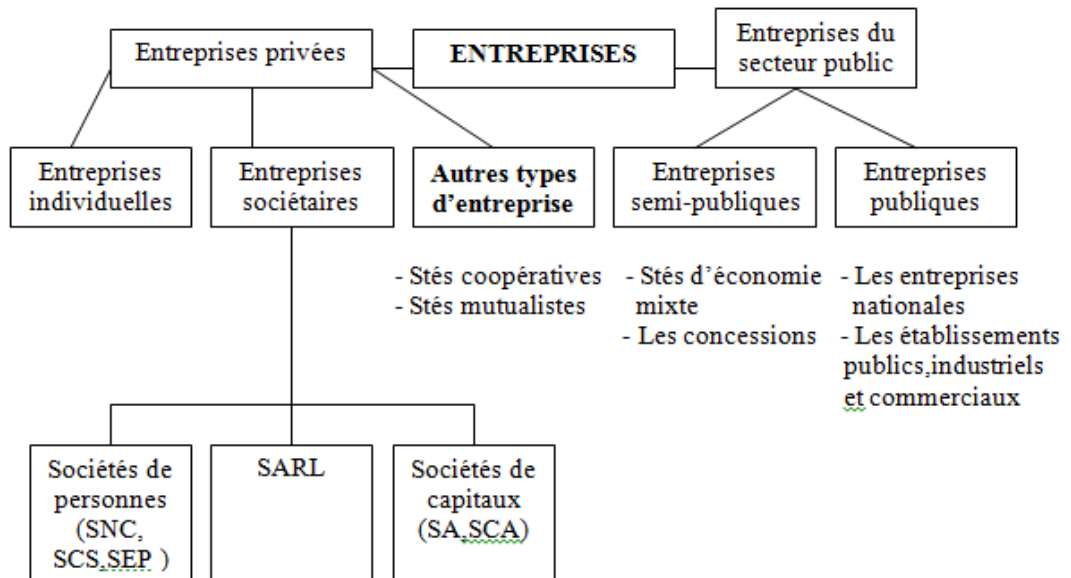 Entreprises privées
ENTREPRISES
Entreprises du
secteur public
Entreprises
individuelles
Entreprises
sociétaires
Autres types
d’entreprise
Entreprises
semi-publiques
Entreprises
publiques
- Stés coopératives
- Stés mutualistes
- Stés d’économie
mixte
- Les concessions
- Les entreprises
nationales
- Les établissements
publics,industriels
et commerciaux
Sociétés de
personnes
(SNC,
SCS,SEP )
SARL
Sociétés de
capitaux
(SA,SCA)